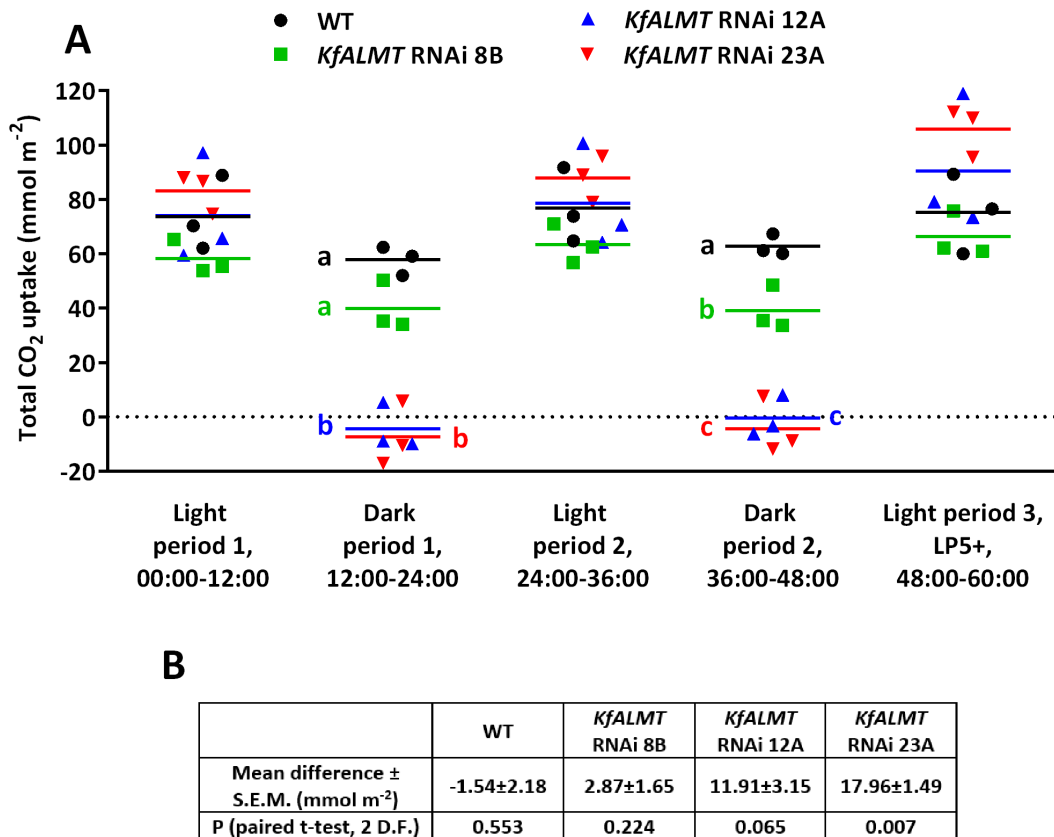 A
WT
KfALMT RNAi 8B
KfALMT RNAi 12A
KfALMT RNAi 23A
Total CO₂ uptake (mmol m⁻²)
120
100
80
60
40
20
0
-20
a
a
b
b
a
b
c
c
Light
period 1,
00:00-12:00
Dark
period 1,
12:00-24:00
Light
period 2,
24:00-36:00
Dark
period 2,
36:00-48:00
Light period 3,
LP5+,
48:00-60:00
B
WT
KfALMT
RNAi 8B
KfALMT
RNAi 12A
KfALMT
RNAi 23A
Mean difference ±
S.E.M. (mmol m⁻²)
-1.54±2.18
2.87±1.65
11.91±3.15
17.96±1.49
P (paired t-test, 2 D.F.)
0.553
0.224
0.065
0.007